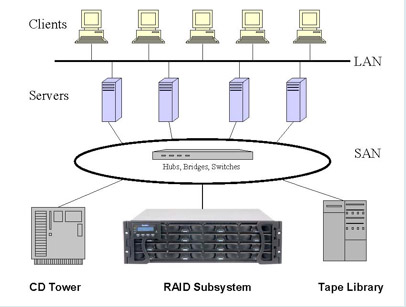 Clients
LAN
Servers
SAN
Hubs, Bridges, Switches
CD Tower
RAID Subsystem
Tape Library